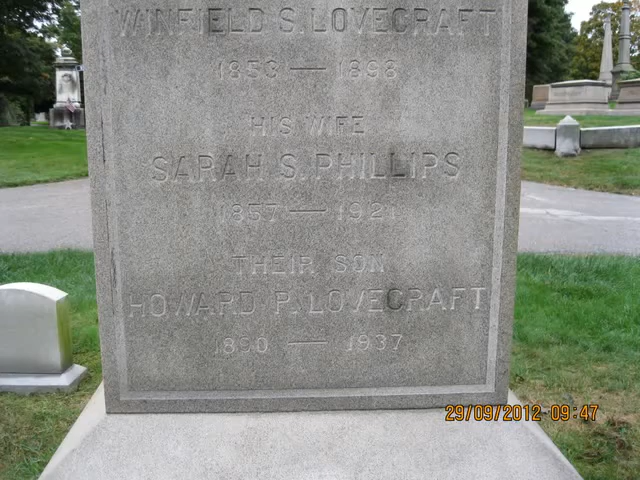 WINFIELD S. LOVECRAFT
1853 — 1898
HIS WIFE
SARAH S. PHILLIPS
1857 — 1921
THEIR SON
HOWARD P. LOVECRAFT
1890 — 1937
29/09/2012 09:47